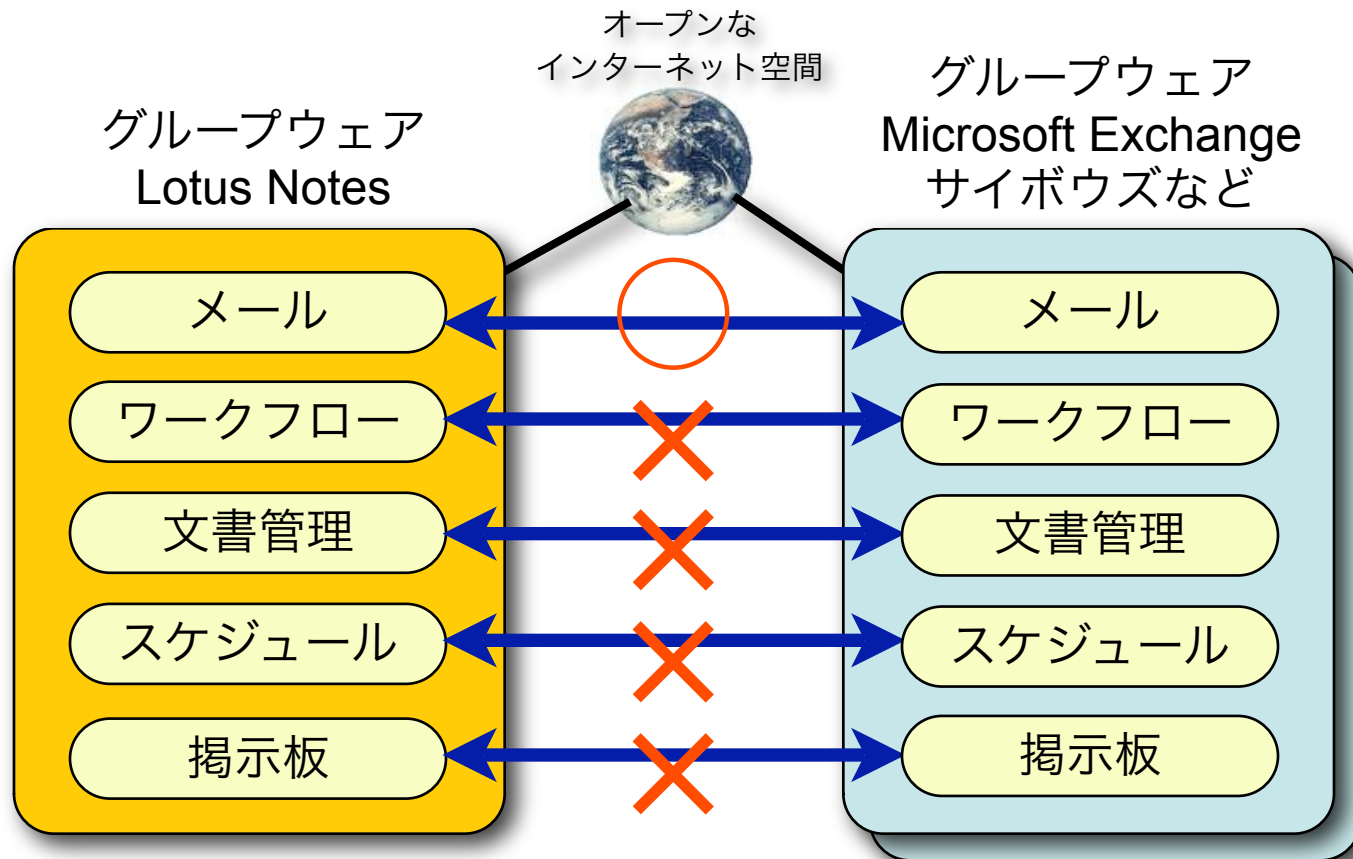 オープンな
インターネット空間
グループウェア
Lotus Notes
グループウェア
Microsoft Exchange
サイボウズなど
メール
メール
ワークフロー
ワークフロー
文書管理
文書管理
スケジュール
スケジュール
掲示板
掲示板